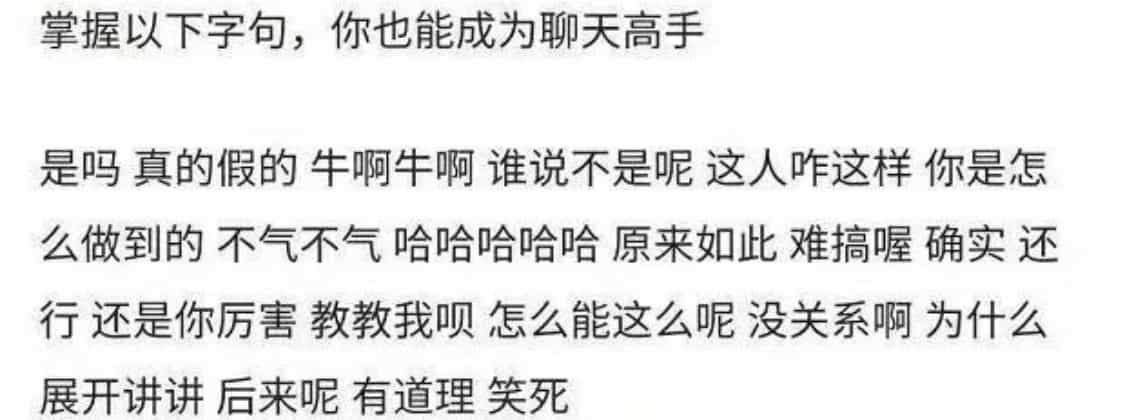 掌握以下字句，你也能成为聊天高手
是吗 真的假的 牛啊牛啊 谁说不是呢 这人咋这样 你是怎
么做到的 不气不气 哈哈哈哈哈 原来如此 难搞喔 确实 还
行 还是你厉害 教教我呗 怎么能这么呢 没关系啊 为什么
展开讲讲 后来呢 有道理 笑死